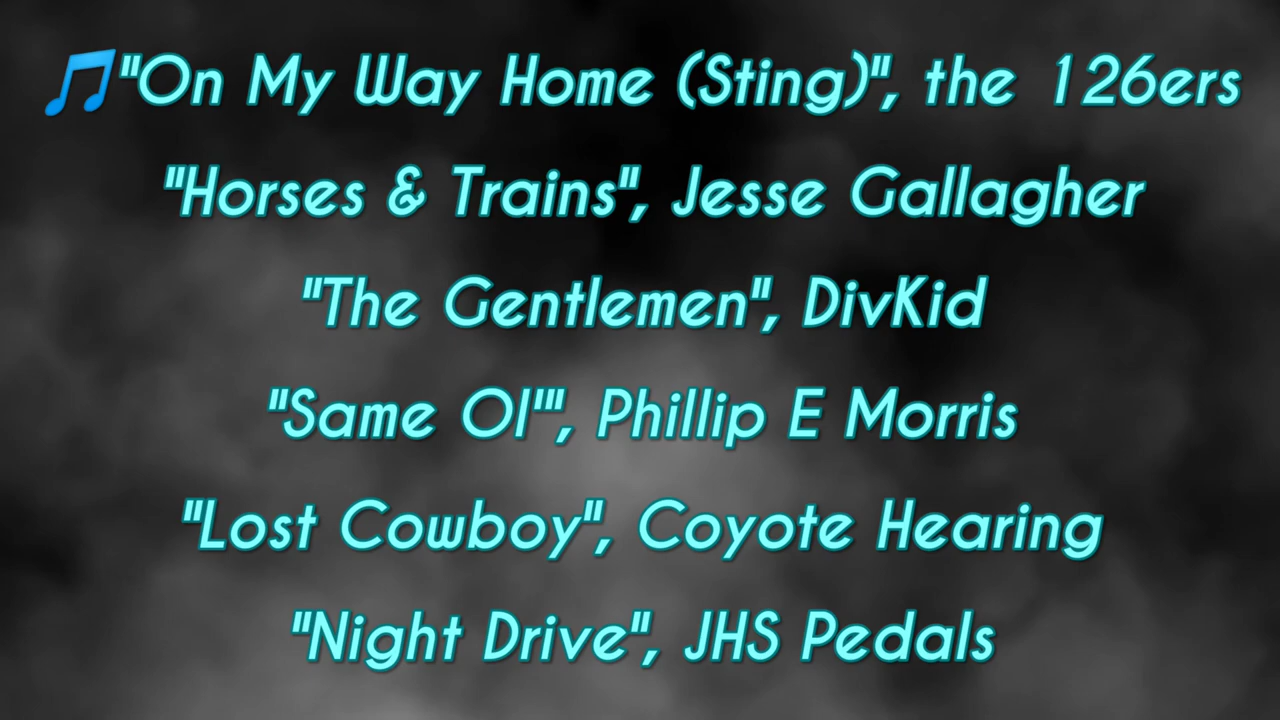 🎵"On My Way Home (Sting)", the 126ers
"Horses & Trains", Jesse Gallagher
"The Gentlemen", DivKid
"Same Ol'", Phillip E Morris
"Lost Cowboy", Coyote Hearing
"Night Drive", JHS Pedals